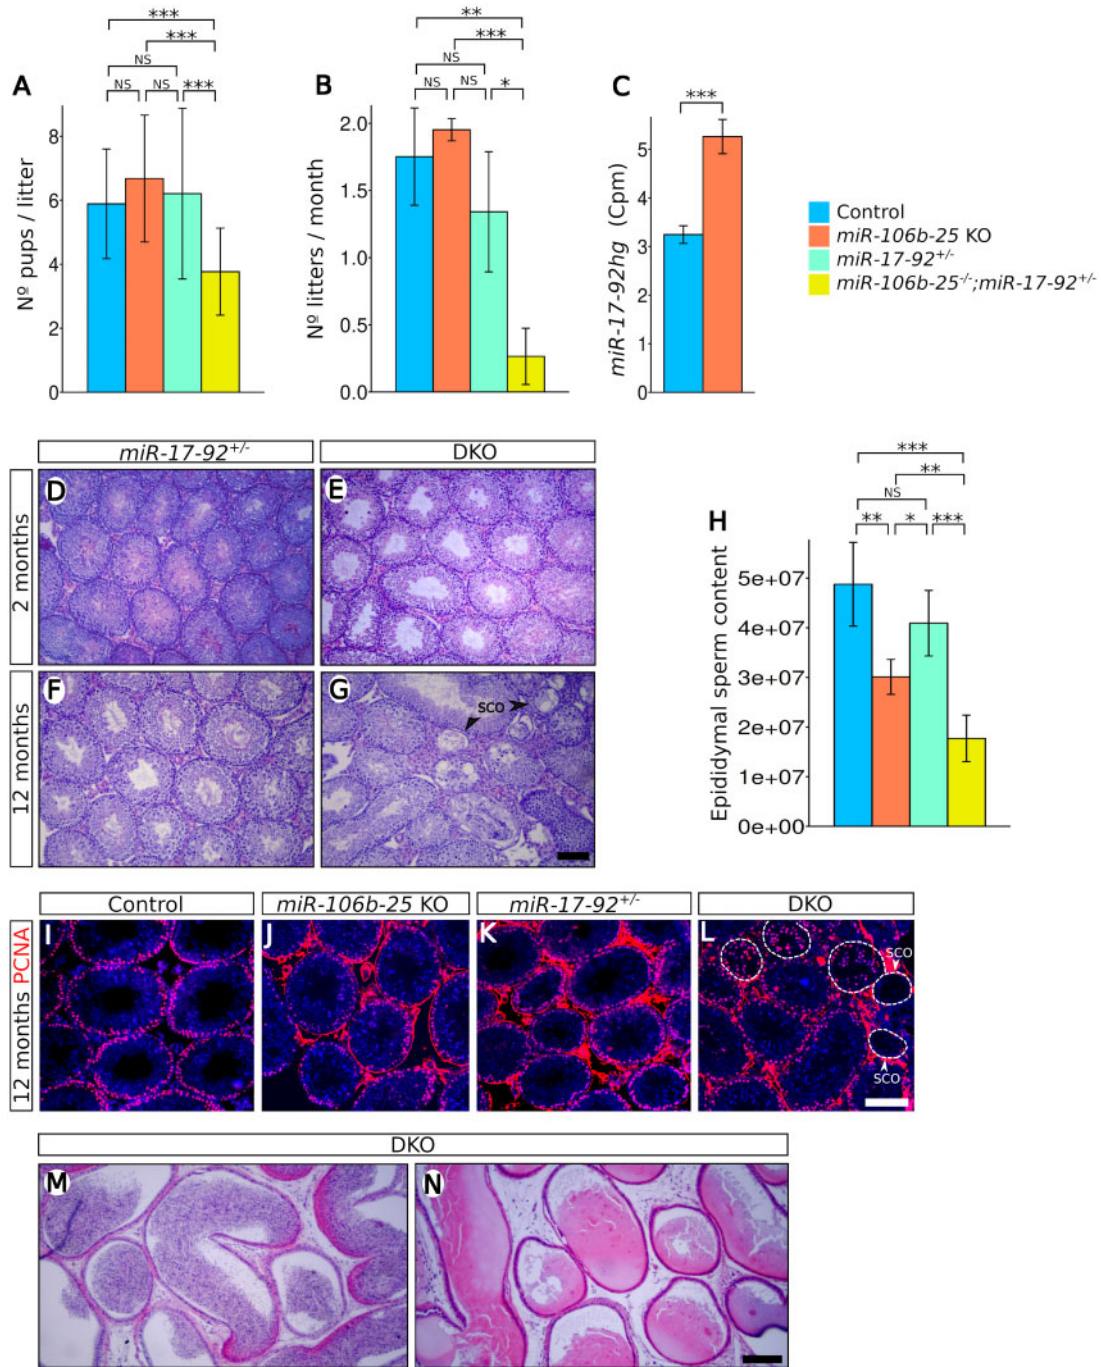 A
***
***
NS
NS
NS
***
Nº pups / litter
8
6
4
2
0
B
**
***
NS
NS
NS
*
Nº litters / month
2.0
1.5
1.0
0.5
0.0
C
***
miR-17-92hg (Cpm)
5
4
3
2
1
0
Control
miR-106b-25 KO
miR-17-92+/-
miR-106b-25-/-;miR-17-92+/-
miR-17-92+/-
DKO
2 months
D
E
12 months
F
G
SCO
H
***
**
NS
**
*
***
Epididymal sperm content
5e+07
4e+07
3e+07
2e+07
1e+07
0e+00
Control
miR-106b-25 KO
miR-17-92+/-
DKO
12 months PCNA
I
J
K
L
SCO
SCO
DKO
M
N